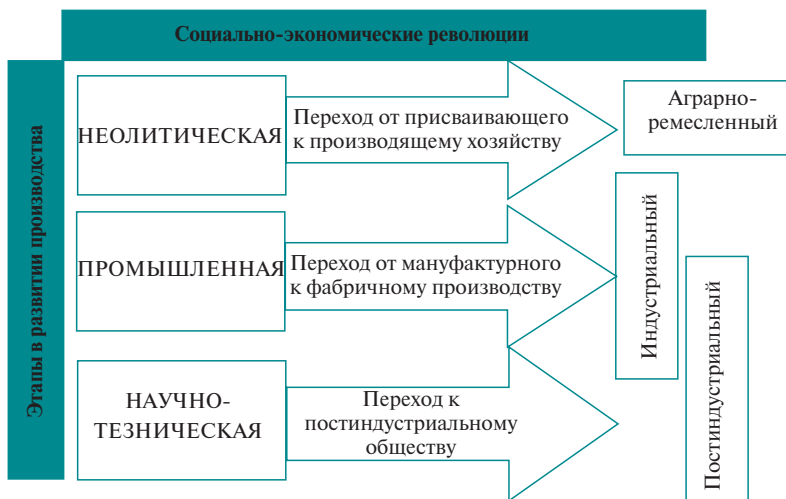 Социально-экономические революции
Этапы в развитии производства
НЕОЛИТИЧЕСКАЯ
Переход от присваивающего
к производящему хозяйству
Аграрно-
ремесленный
ПРОМЫШЛЕННАЯ
Переход от мануфактурного
к фабричному производству
Индустриальный
НАУЧНО-
ТЕЗНИЧЕСКАЯ
Переход к
постиндустриальному
обществу
Постиндустриальный